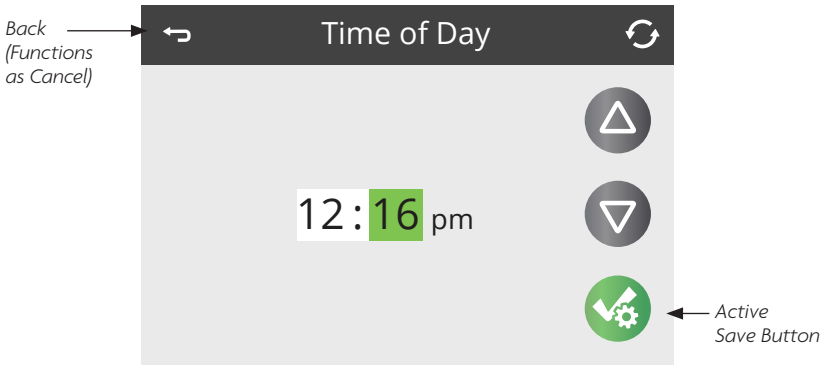 Back
(Functions
as Cancel)
Time of Day
12:16 pm
Active
Save Button